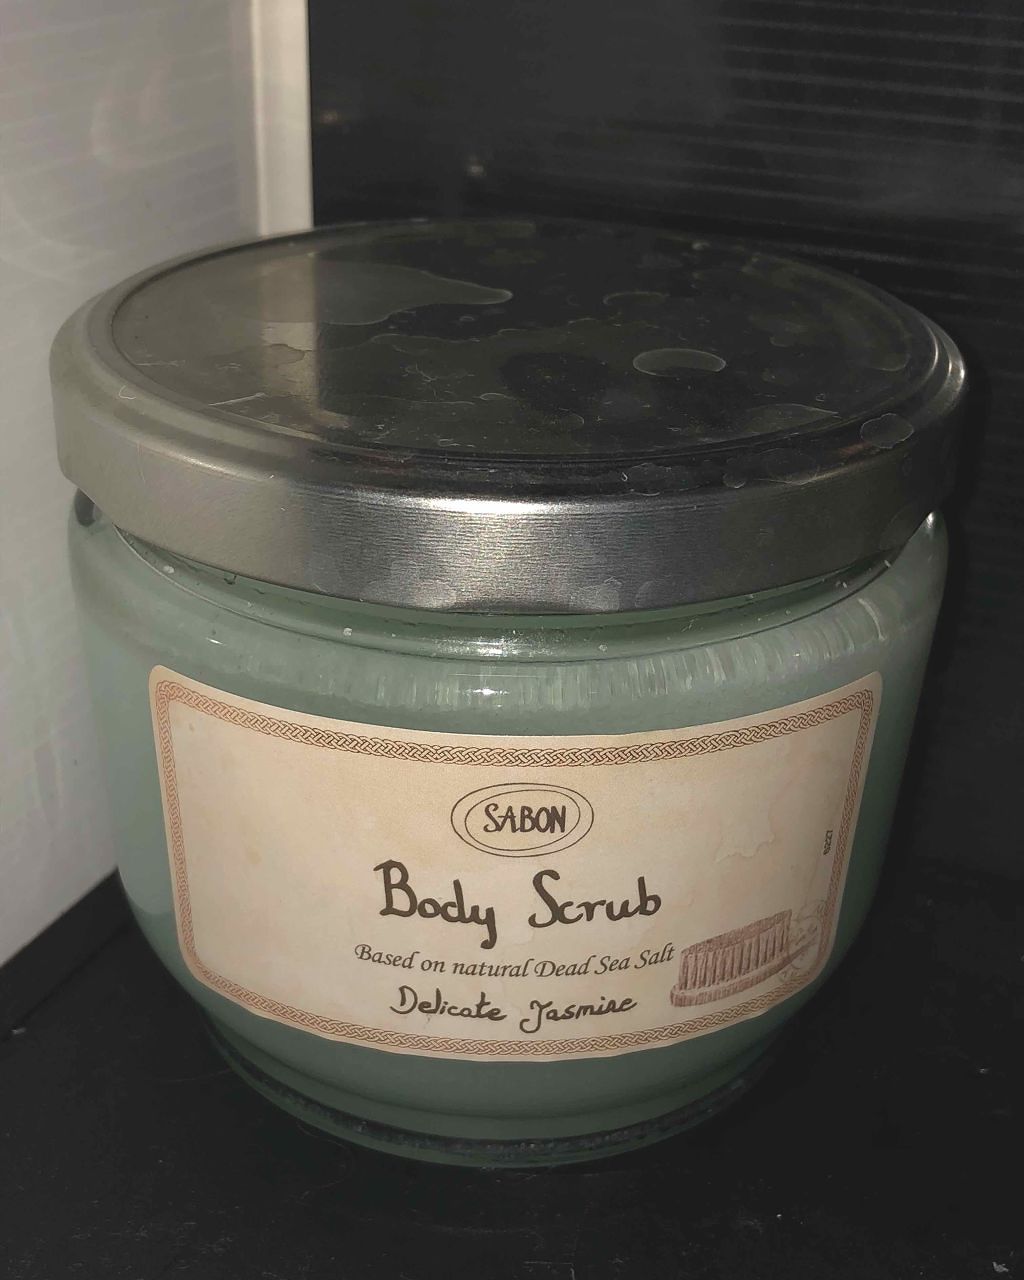 SABON
Body Scrub
Based on natural Dead Sea Salt
Delicate Jasmine